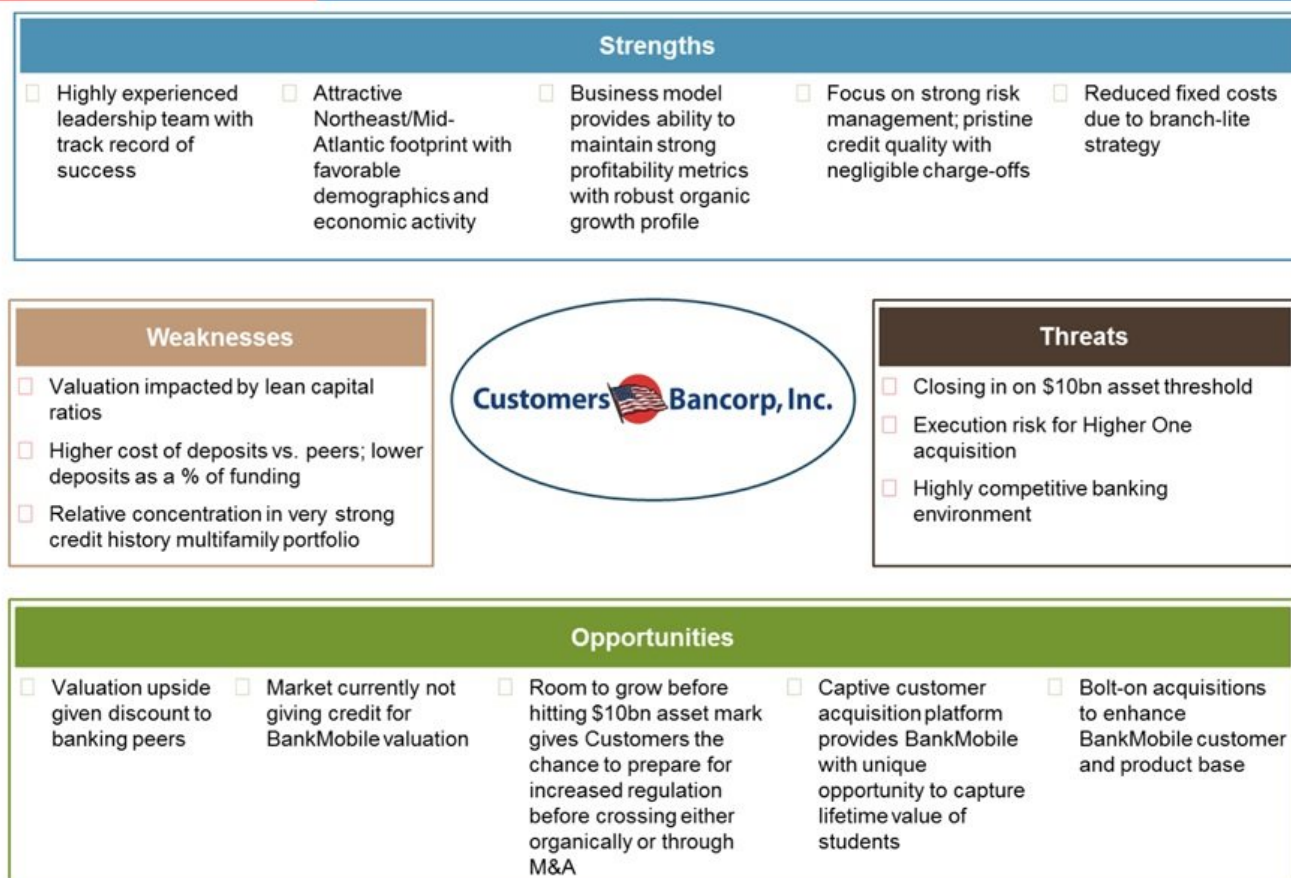 Strengths
Highly experienced
leadership team with
track record of
success
Attractive
Northeast/Mid-
Atlantic footprint with
favorable
demographics and
economic activity
Business model
provides ability to
maintain strong
profitability metrics
with robust organic
growth profile
Focus on strong risk
management; pristine
credit quality with
negligible charge-offs
Reduced fixed costs
due to branch-lite
strategy
Weaknesses
Valuation impacted by lean capital
ratios
Higher cost of deposits vs. peers; lower
deposits as a % of funding
Relative concentration in very strong
credit history multifamily portfolio
Customers Bancorp, Inc.
Threats
Closing in on $10bn asset threshold
Execution risk for Higher One
acquisition
Highly competitive banking
environment
Opportunities
Valuation upside
given discount to
banking peers
Market currently not
giving credit for
BankMobile valuation
Room to grow before
hitting $10bn asset mark
gives Customers the
chance to prepare for
increased regulation
before crossing either
organically or through
M&A
Captive customer
acquisition platform
provides BankMobile
with unique
opportunity to capture
lifetime value of
students
Bolt-on acquisitions
to enhance
BankMobile customer
and product base